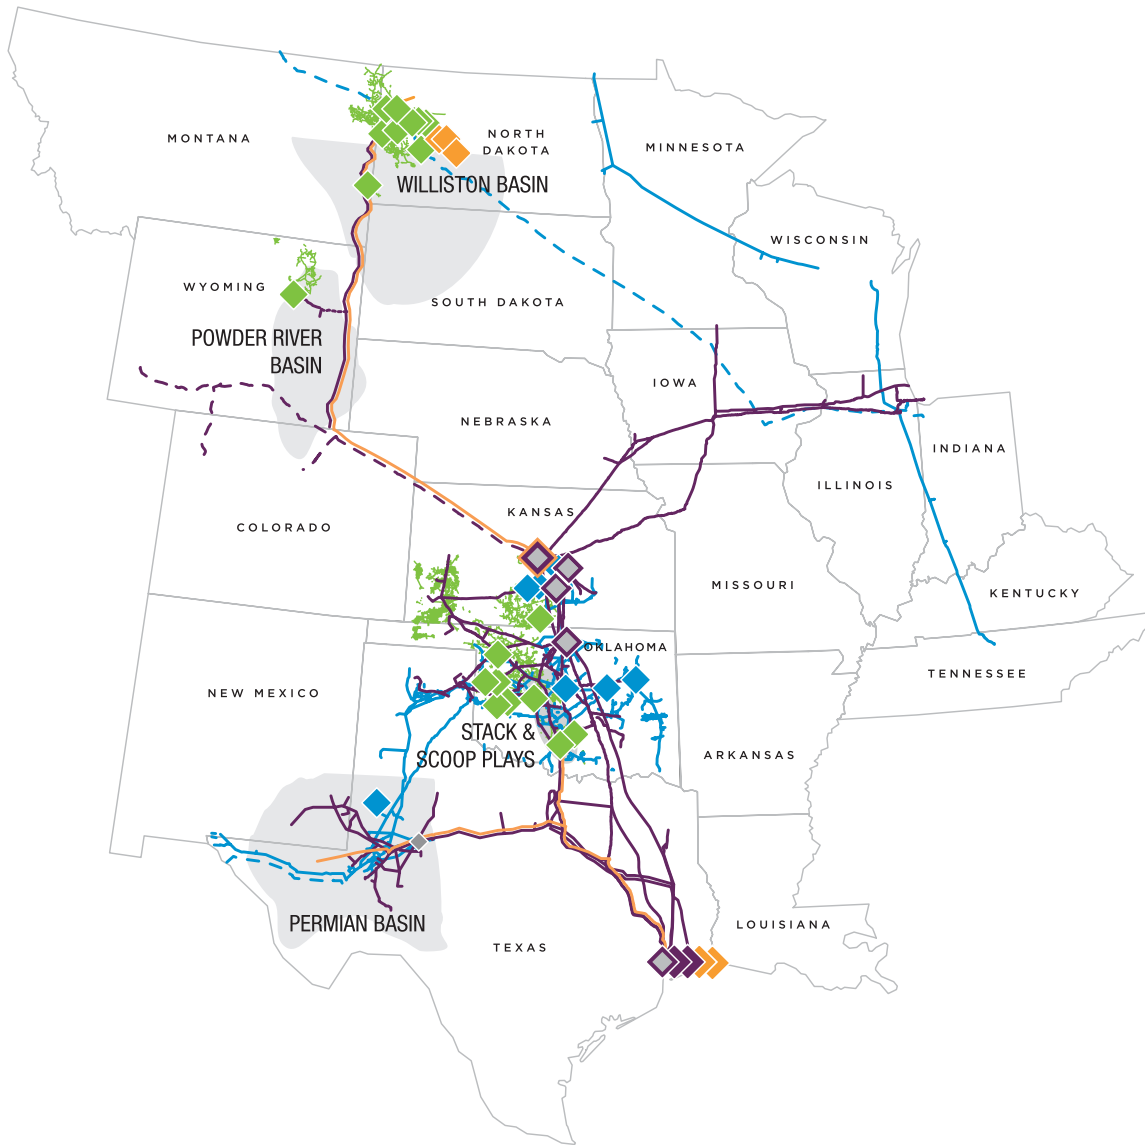 MONTANA
NORTH
DAKOTA
MINNESOTA
WILLISTON BASIN
WISCONSIN
WYOMING
SOUTH DAKOTA
POWDER RIVER
BASIN
IOWA
NEBRASKA
INDIANA
ILLINOIS
KANSAS
COLORADO
MISSOURI
KENTUCKY
OKLAHOMA
TENNESSEE
NEW MEXICO
STACK &
SCOOP PLAYS
ARKANSAS
PERMIAN BASIN
LOUISIANA
TEXAS